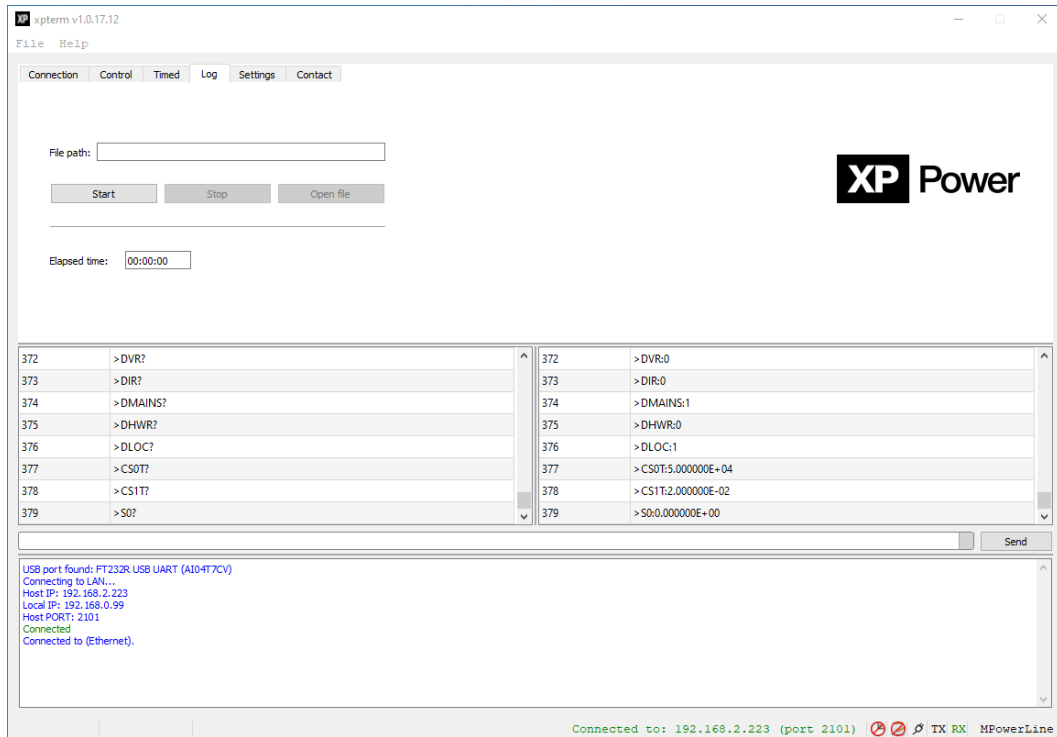 XP xpterm v1.0.17.12
File Help
Connection Control Timed Log Settings Contact
File path:
XP Power
Start Stop Open file
Elapsed time: 00:00:00
372 >DVR? 372 >DVR:0
373 >DIR? 373 >DIR:0
374 >DMAINS? 374 >DMAINS:1
375 >DHWR? 375 >DHWR:0
376 >DLOC? 376 >DLOC:1
377 >CS0T? 377 >CS0T:5.000000E+04
378 >CS1T? 378 >CS1T:2.000000E-02
379 >S0? 379 >S0:0.000000E+00
Send
USB port found: FT232R USB UART (AI04T7CV)
Connecting to LAN...
Host IP: 192.168.2.223
Local IP: 192.168.0.99
Host PORT: 2101
Connected
Connected to (Ethernet).
Connected to: 192.168.2.223 (port 2101) TX RX MPowerLine